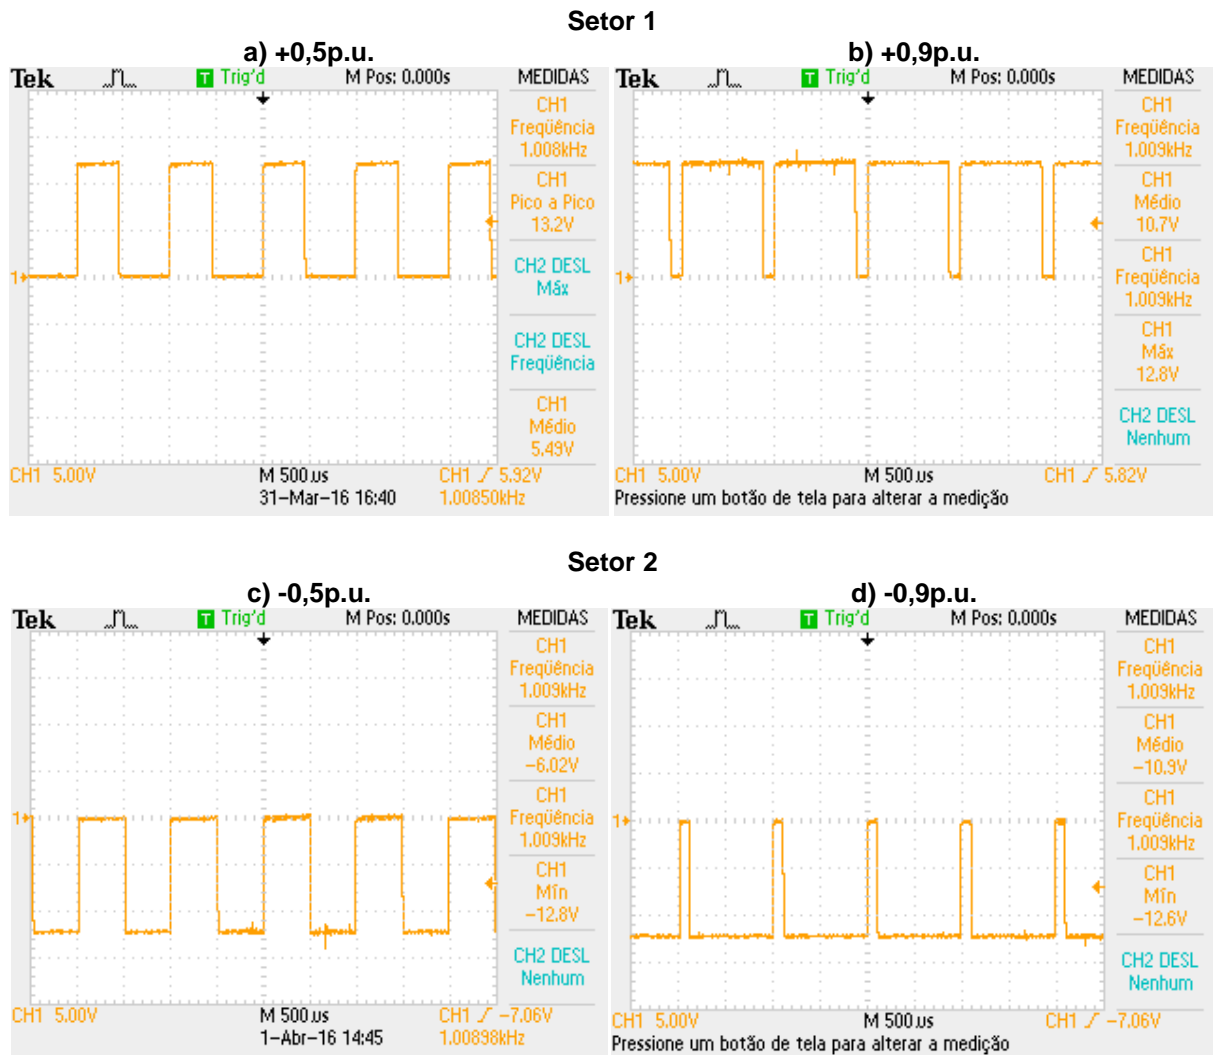 Setor 1
a) +0,5p.u.
Tek T Trig'd M Pos: 0.000s MEDIDAS
CH1
Freqüência
1.008kHz
CH1
Pico a Pico
13.2V
CH2 DESL
Máx
CH2 DESL
Freqüência
CH1
Médio
5.49V
1
CH1 5.00V M 500us CH1 5.92V
31-Mar-16 16:40 1.00850kHz
b) +0,9p.u.
Tek T Trig'd M Pos: 0.000s MEDIDAS
CH1
Freqüência
1.009kHz
CH1
Médio
10.7V
CH1
Freqüência
1.009kHz
CH1
Máx
12.8V
CH2 DESL
Nenhum
1
CH1 5.00V M 500us CH1 5.82V
Pressione um botão de tela para alterar a medição
Setor 2
c) -0,5p.u.
Tek T Trig'd M Pos: 0.000s MEDIDAS
CH1
Freqüência
1.009kHz
CH1
Médio
-6.02V
CH1
Freqüência
1.009kHz
CH1
Mín
-12.8V
CH2 DESL
Nenhum
1
CH1 5.00V M 500us CH1 -7.06V
1-Abr-16 14:45 1.00898kHz
d) -0,9p.u.
Tek T Trig'd M Pos: 0.000s MEDIDAS
CH1
Freqüência
1.009kHz
CH1
Médio
-10.9V
CH1
Freqüência
1.009kHz
CH1
Mín
-12.6V
CH2 DESL
Nenhum
1
CH1 5.00V M 500us CH1 -7.06V
Pressione um botão de tela para alterar a medição